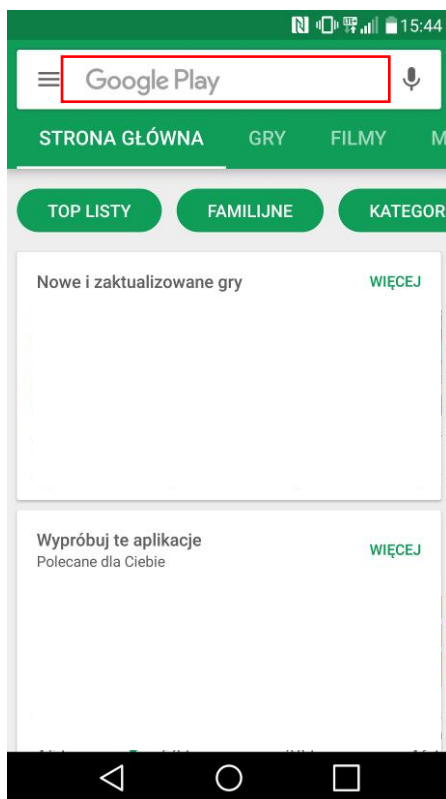 15:44
Google Play
STRONA GŁÓWNA GRY FILMY M
TOP LISTY FAMILIJNE KATEGOR
Nowe i zaktualizowane gry WIĘCEJ
Wypróbuj te aplikacje WIĘCEJ
Polecane dla Ciebie